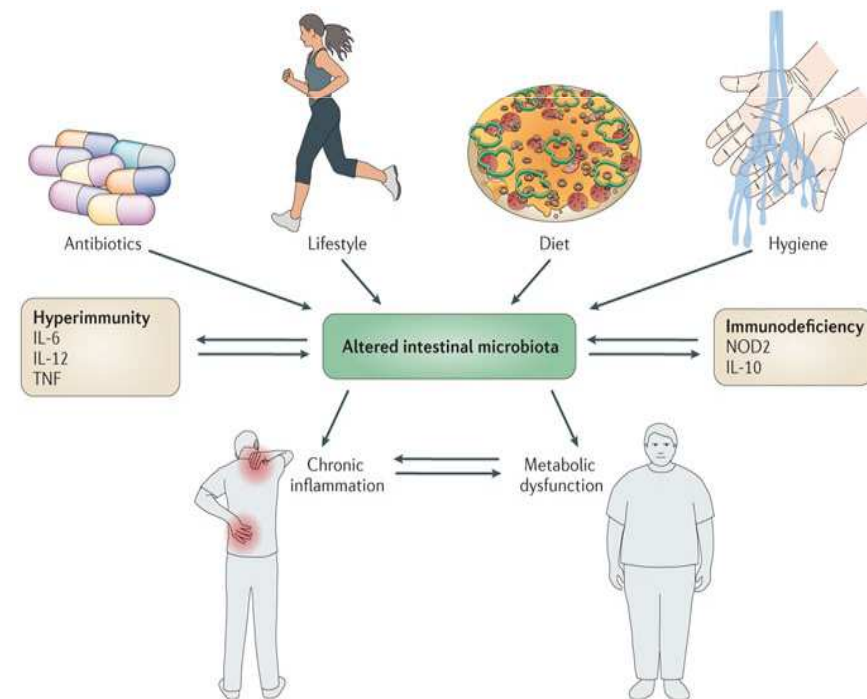 Antibiotics
Lifestyle
Diet
Hygiene
Hyperimmunity
IL-6
IL-12
TNF
Altered intestinal microbiota
Immunodeficiency
NOD2
IL-10
Chronic
inflammation
Metabolic
dysfunction